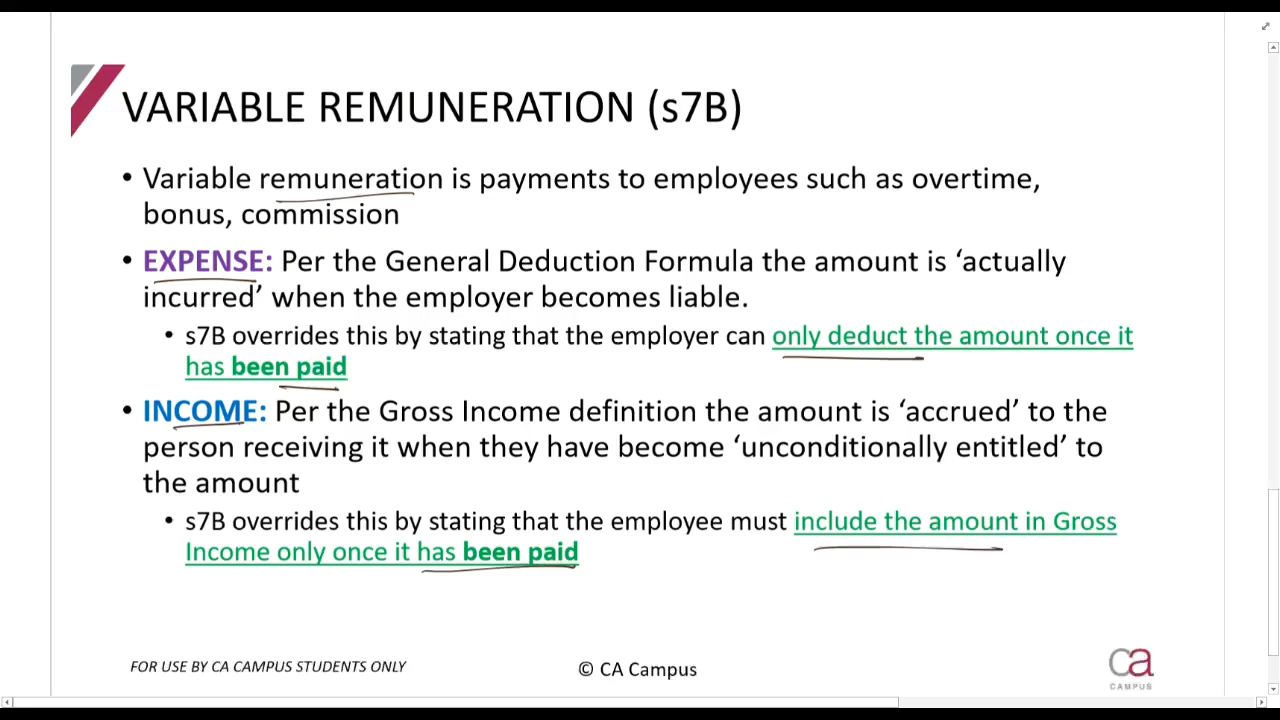 VARIABLE REMUNERATION (s7B)
• Variable remuneration is payments to employees such as overtime,
bonus, commission
• EXPENSE: Per the General Deduction Formula the amount is ‘actually
incurred’ when the employer becomes liable.
• s7B overrides this by stating that the employer can only deduct the amount once it
has been paid
• INCOME: Per the Gross Income definition the amount is ‘accrued’ to the
person receiving it when they have become ‘unconditionally entitled’ to
the amount
• s7B overrides this by stating that the employee must include the amount in Gross
Income only once it has been paid
FOR USE BY CA CAMPUS STUDENTS ONLY
© CA Campus
ca
CAMPUS